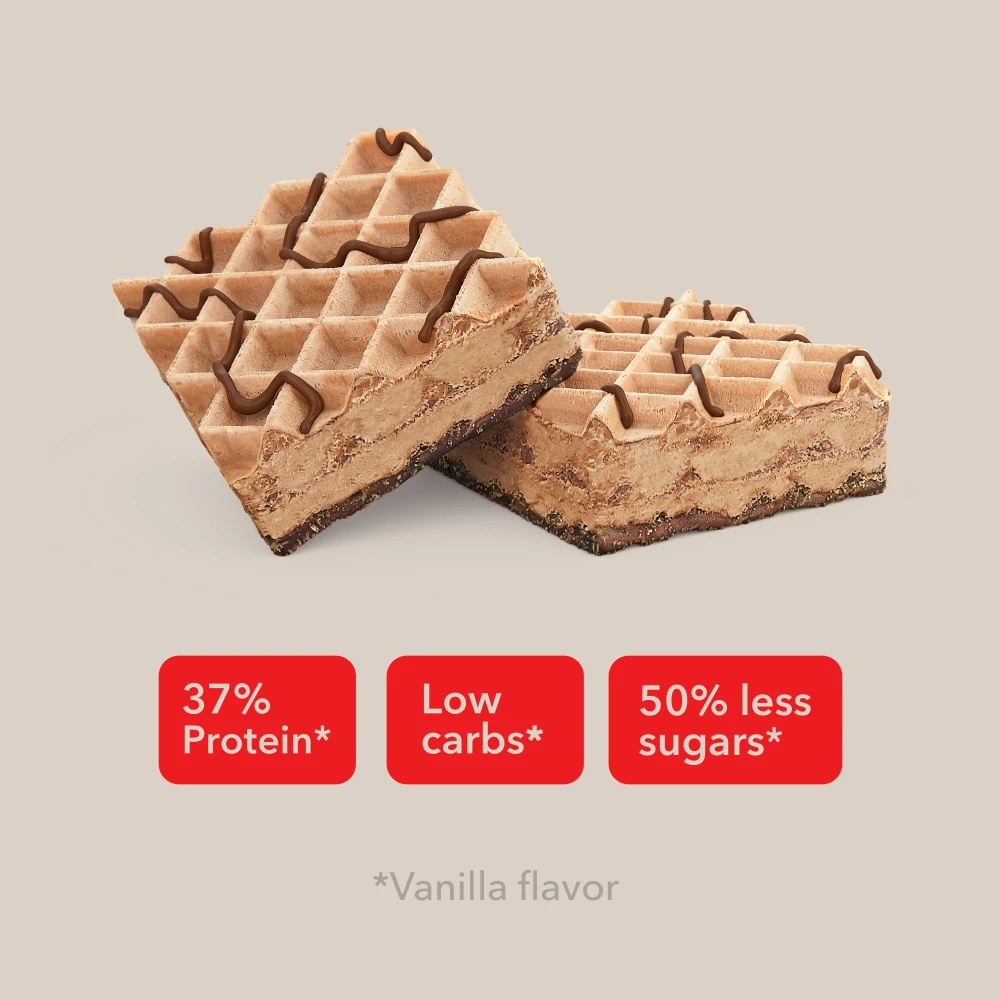 37%
Protein*
Low
carbs*
50% less
sugars*
*Vanilla flavor